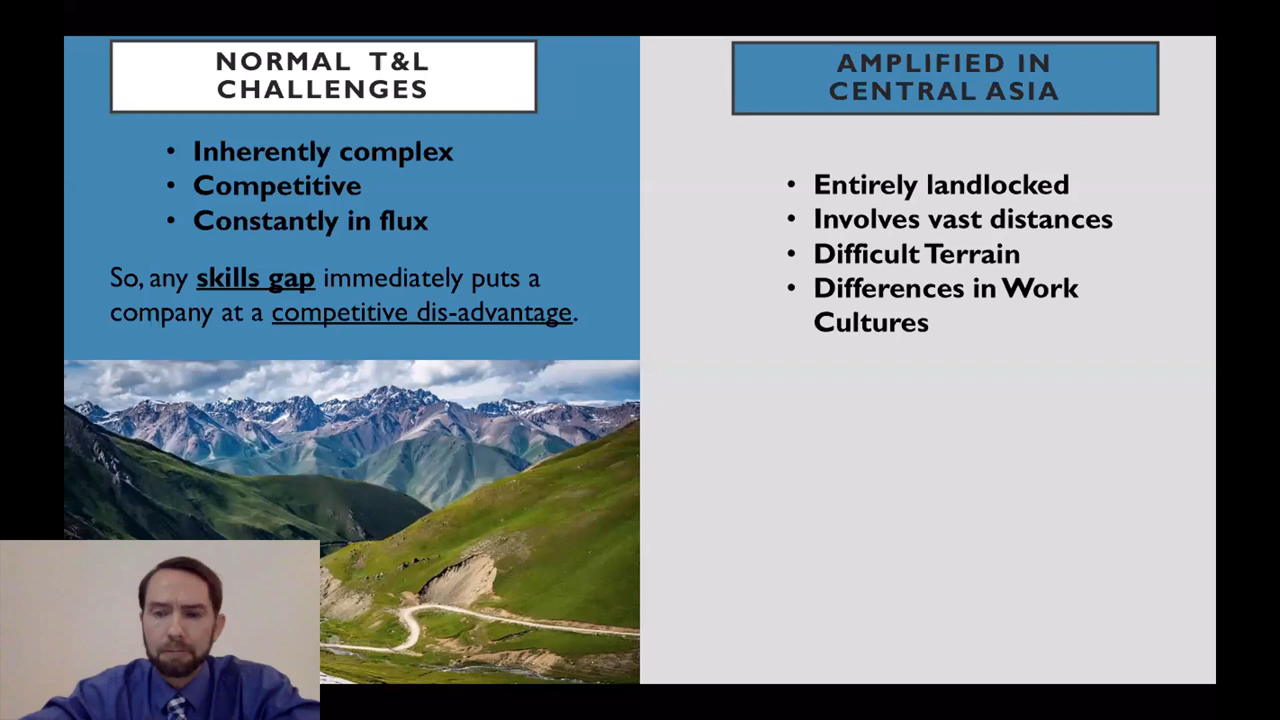 NORMAL T&L
CHALLENGES
• Inherently complex
• Competitive
• Constantly in flux
So, any skills gap immediately puts a
company at a competitive dis-advantage.
AMPLIFIED IN
CENTRAL ASIA
• Entirely landlocked
• Involves vast distances
• Difficult Terrain
• Differences in Work
Cultures